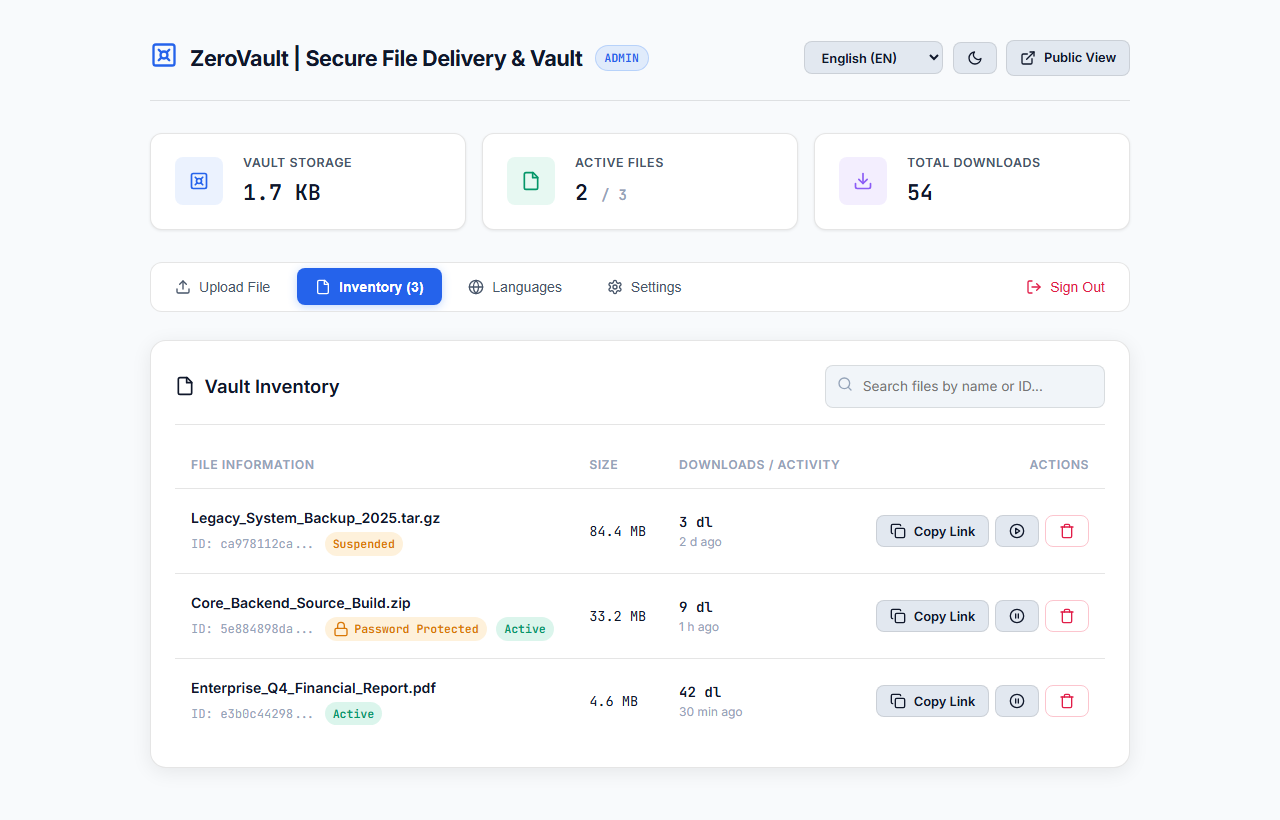 ZeroVault | Secure File Delivery & Vault ADMIN English (EN) Public View
VAULT STORAGE
1.7 KB
ACTIVE FILES
2 / 3
TOTAL DOWNLOADS
54
Upload File Inventory (3) Languages Settings Sign Out
Vault Inventory Search files by name or ID...
FILE INFORMATION SIZE DOWNLOADS / ACTIVITY ACTIONS
Legacy_System_Backup_2025.tar.gz
ID: ca978112ca... Suspended
84.4 MB
3 dl
2 d ago
Copy Link
Core_Backend_Source_Build.zip
ID: 5e884898da... Password Protected Active
33.2 MB
9 dl
1 h ago
Copy Link
Enterprise_Q4_Financial_Report.pdf
ID: e3b0c44298... Active
4.6 MB
42 dl
30 min ago
Copy Link